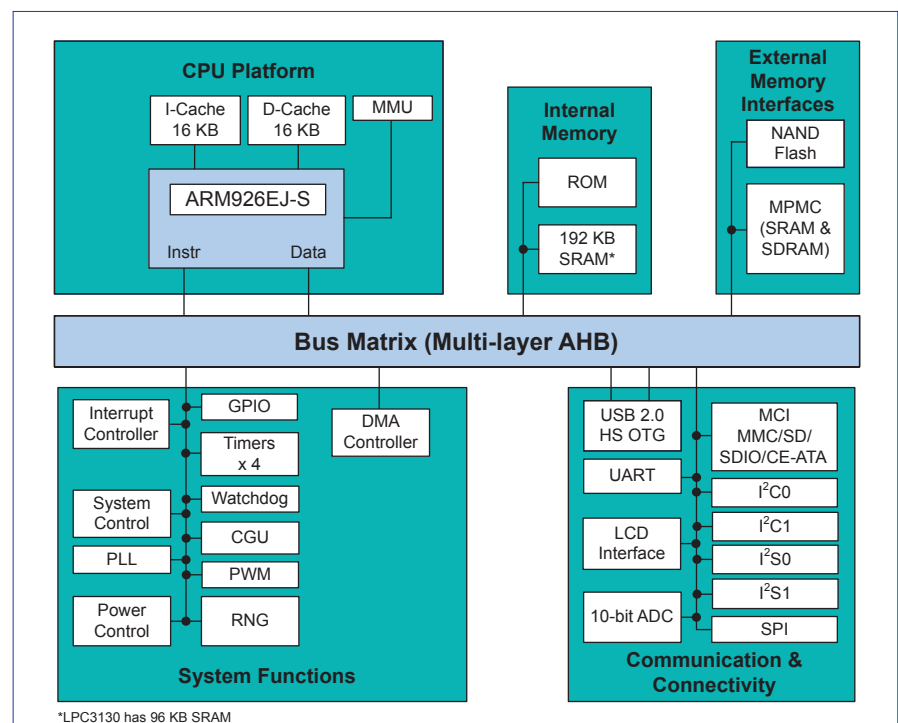 CPU Platform
I-Cache
16 KB
D-Cache
16 KB
MMU
ARM926EJ-S
Instr
Data
Internal
Memory
ROM
192 KB
SRAM*
External
Memory
Interfaces
NAND
Flash
MPMC
(SRAM &
SDRAM)
Bus Matrix (Multi-layer AHB)
Interrupt
Controller
GPIO
Timers
x 4
System
Control
Watchdog
CGU
PLL
PWM
Power
Control
RNG
DMA
Controller
System Functions
USB 2.0
HS OTG
UART
LCD
Interface
10-bit ADC
MCI
MMC/SD/
SDIO/CE-ATA
I²C0
I²C1
I²S0
I²S1
SPI
Communication &
Connectivity
*LPC3130 has 96 KB SRAM